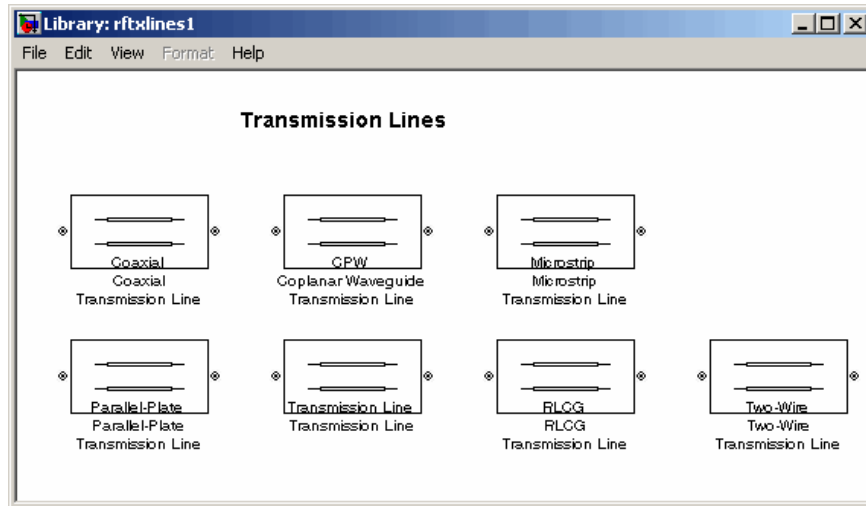 Library: rftxlines1
File Edit View Format Help
Transmission Lines
Coaxial
Coaxial
Transmission Line
CPW
Coplanar Waveguide
Transmission Line
Microstrip
Microstrip
Transmission Line
Parallel-Plate
Parallel-Plate
Transmission Line
Transmission Line
Transmission Line
RLCG
RLCG
Transmission Line
Two-Wire
Two-Wire
Transmission Line